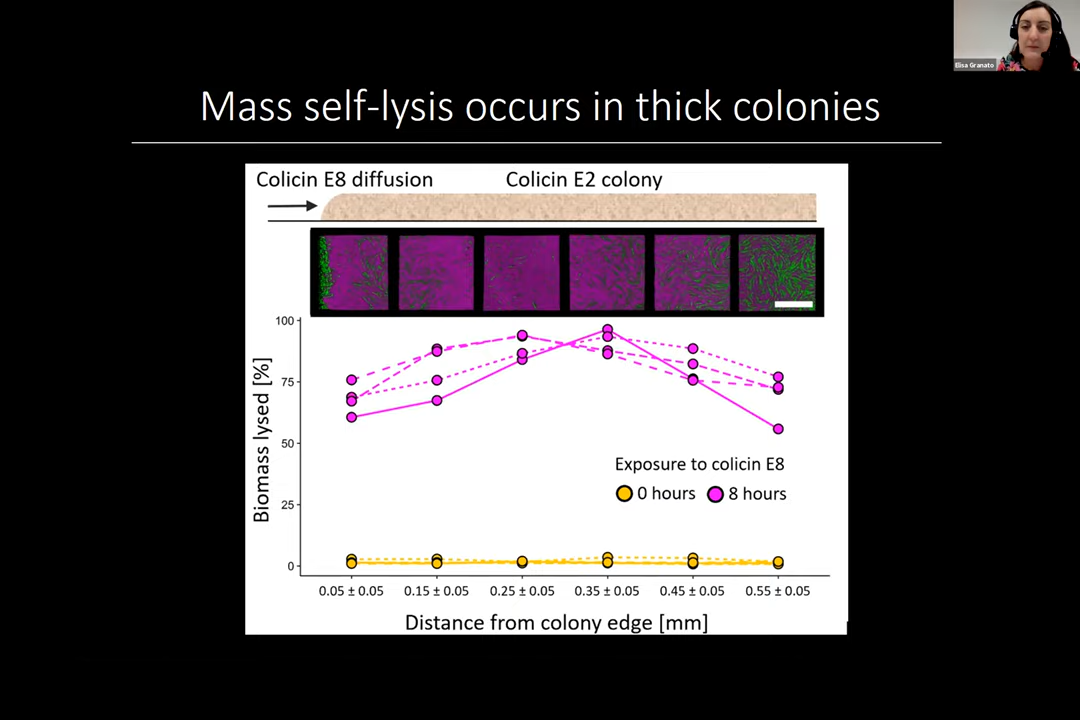 Elisa Granato
Mass self-lysis occurs in thick colonies
Colicin E8 diffusion
Colicin E2 colony
100
75
50
25
0
Biomass lysed [%]
Exposure to colicin E8
0 hours
8 hours
0.05 ± 0.05
0.15 ± 0.05
0.25 ± 0.05
0.35 ± 0.05
0.45 ± 0.05
0.55 ± 0.05
Distance from colony edge [mm]